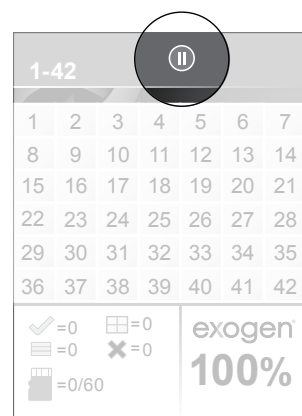 1-42
1 2 3 4 5 6 7
8 9 10 11 12 13 14
15 16 17 18 19 20 21
22 23 24 25 26 27 28
29 30 31 32 33 34 35
36 37 38 39 40 41 42
=0 =0
=0 =0
=0/60
exogen
100%